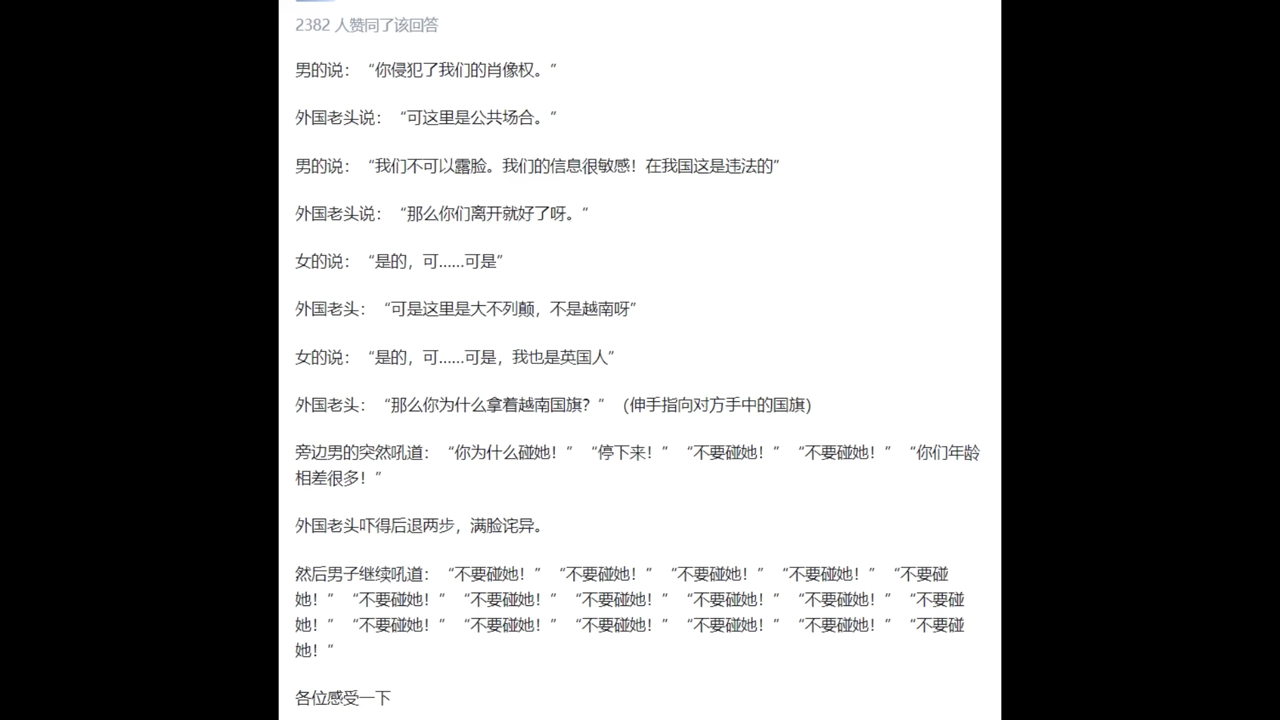 2382 人赞同了该回答
男的说：“你侵犯了我们的肖像权。”
外国老头说：“可这里是公共场合。”
男的说：“我们不可以露脸。我们的信息很敏感！在我国这是违法的”
外国老头说：“那么你们离开就好了呀。”
女的说：“是的，可......可是”
外国老头：“可是这里是大不列颠，不是越南呀”
女的说：“是的，可......可是，我也是英国人”
外国老头：“那么你为什么拿着越南国旗？”（伸手指向对方手中的国旗）
旁边男的突然吼道：“你为什么碰她！”“停下来！”“不要碰她！”“不要碰她！”“你们年龄
相差很多！”
外国老头吓得后退两步，满脸诧异。
然后男子继续吼道：“不要碰她！”“不要碰她！”“不要碰她！”“不要碰她！”“不要碰
她！”“不要碰她！”“不要碰她！”“不要碰她！”“不要碰她！”“不要碰她！”“不要碰
她！”“不要碰她！”“不要碰她！”“不要碰她！”“不要碰她！”“不要碰她！”“不要碰
她！”
各位感受一下